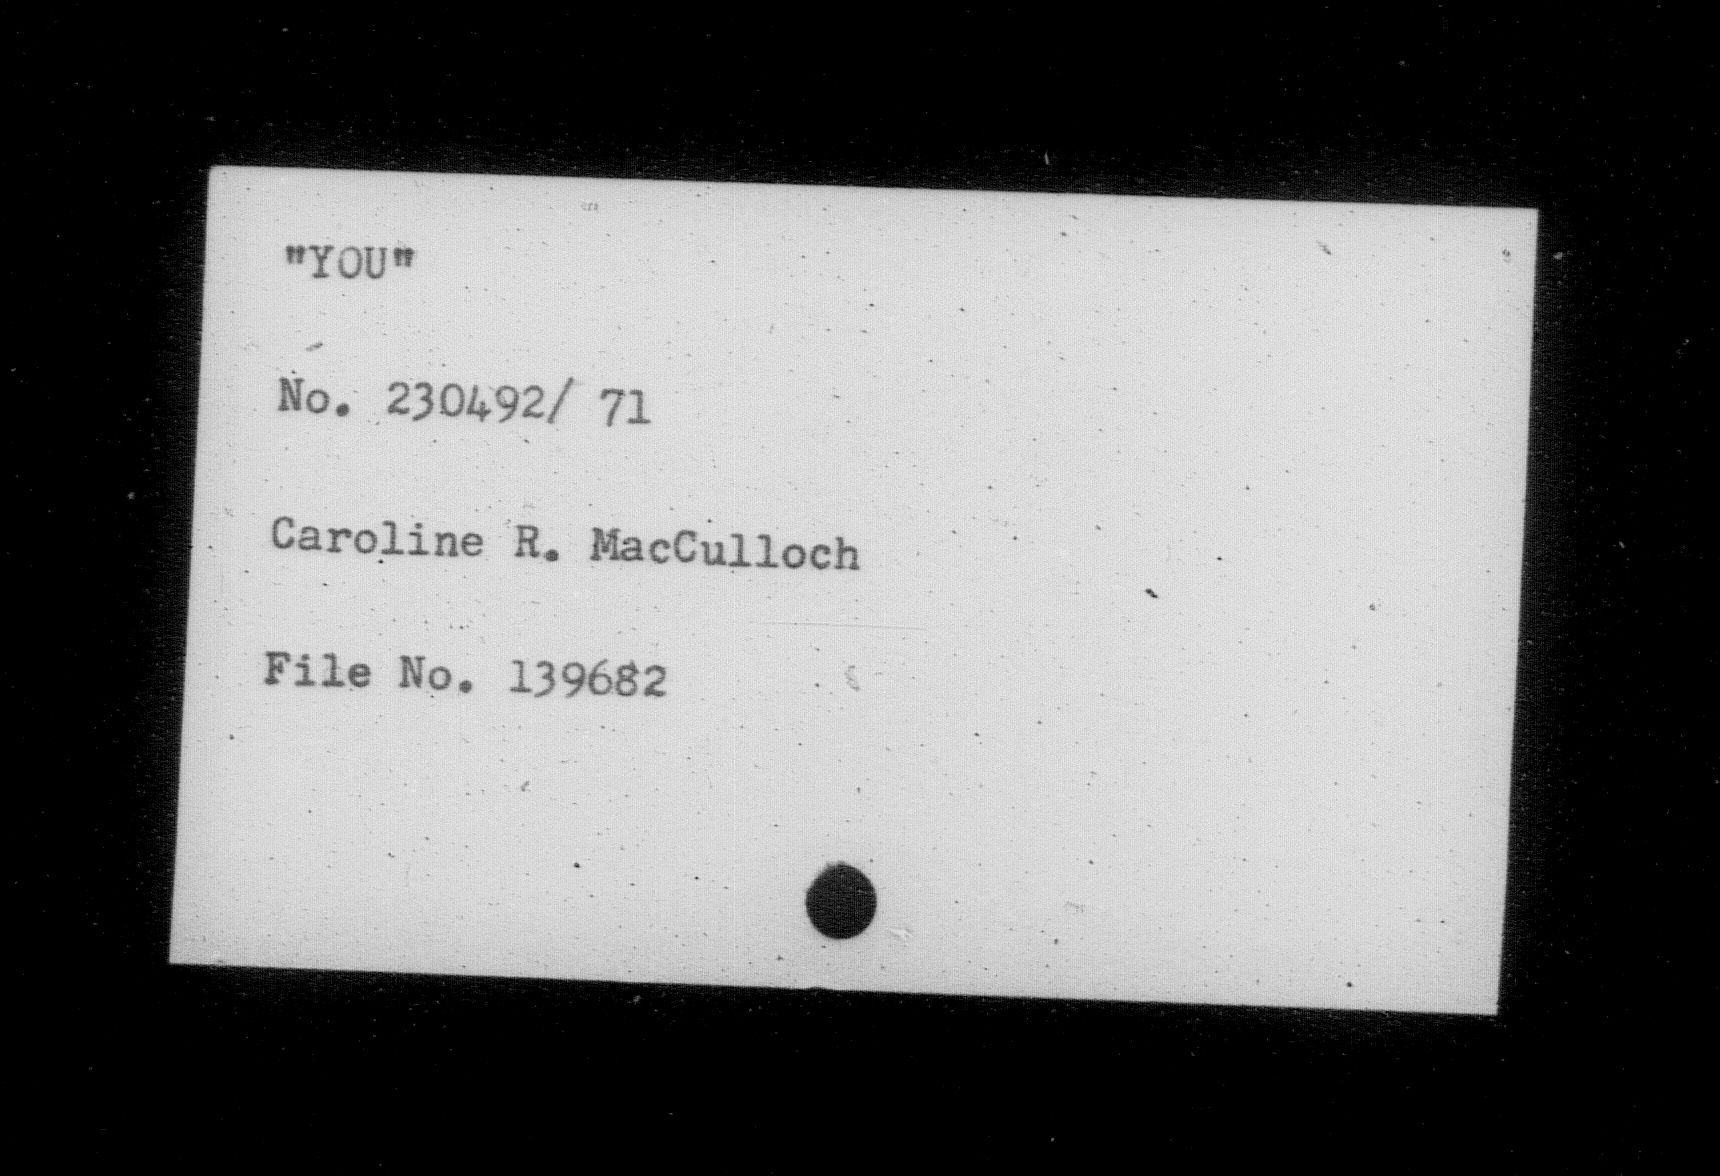 "YOU"
No. 230492/ 71
Caroline R. MacCulloch
File No. 139682